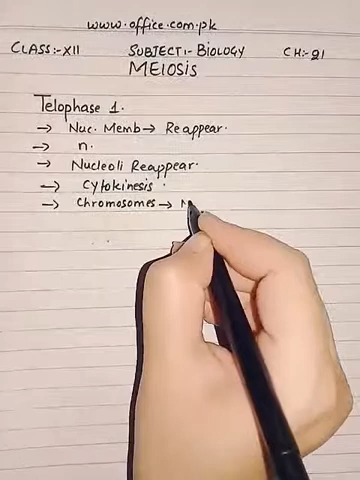 www.office.com.pk
CLASS:-XII SUBJECT:- BIOLOGY CH:-21
MEIOSIS
Telophase 1.
→ Nuc. Memb → Reappear.
→ n.
→ Nucleoli Reappear.
→ Cytokinesis.
→ Chromosomes →